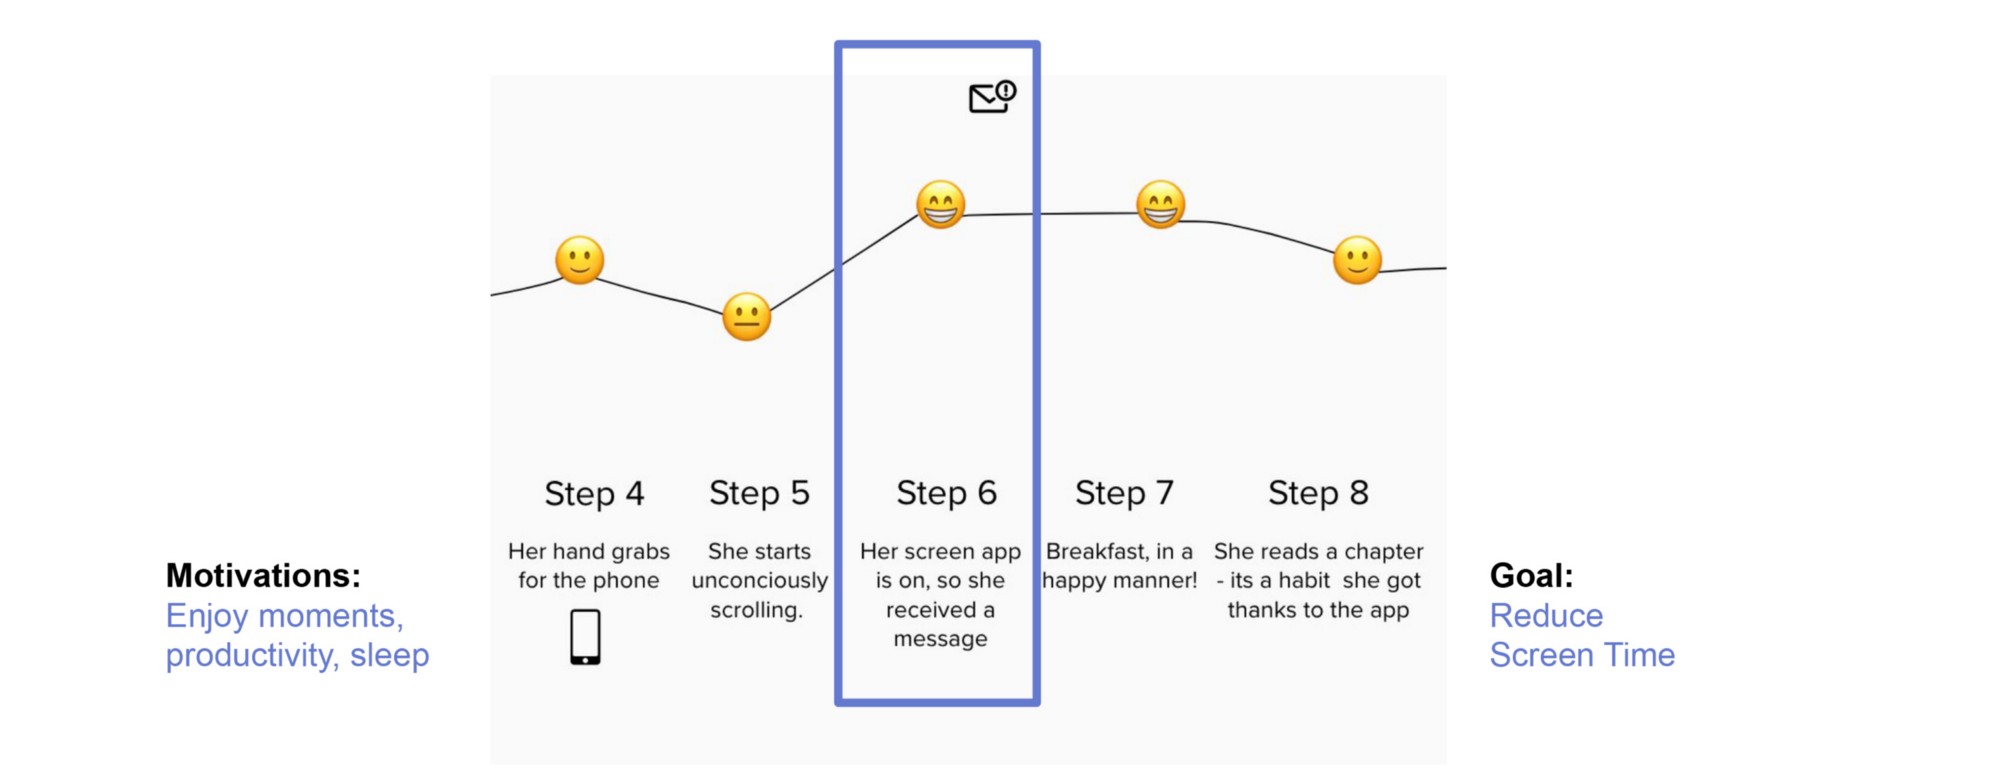 Motivations:
Enjoy moments,
productivity, sleep
Step 4
Her hand grabs
for the phone
Step 5
She starts
unconciously
scrolling.
Step 6
Her screen app
is on, so she
received a
message
Step 7
Breakfast, in a
happy manner!
Step 8
She reads a chapter
- its a habit she got
thanks to the app
Goal:
Reduce
Screen Time